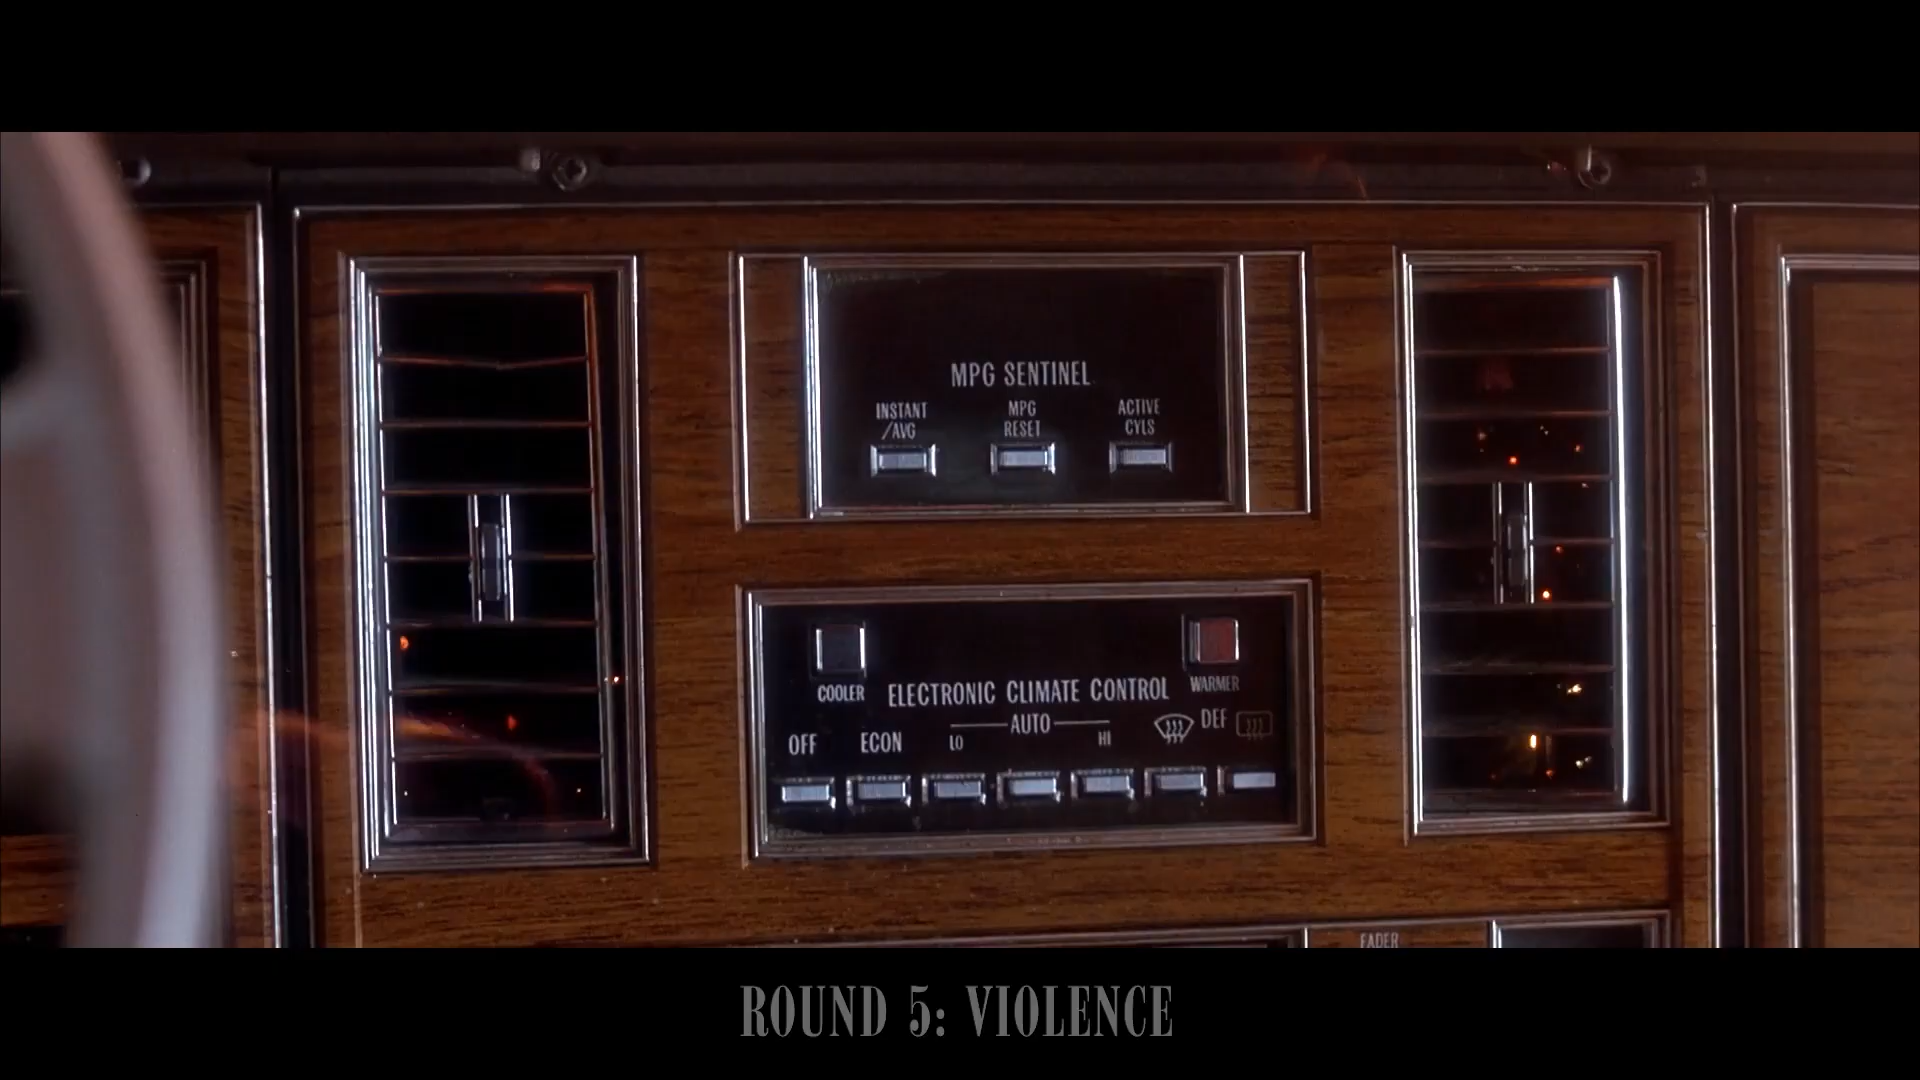 MPG SENTINEL
INSTANT
/AVG
MPG
RESET
ACTIVE
CYLS
COOLER
ELECTRONIC CLIMATE CONTROL
WARMER
AUTO
LO
HI
OFF
ECON
DEF
FADER
ROUND 5: VIOLENCE